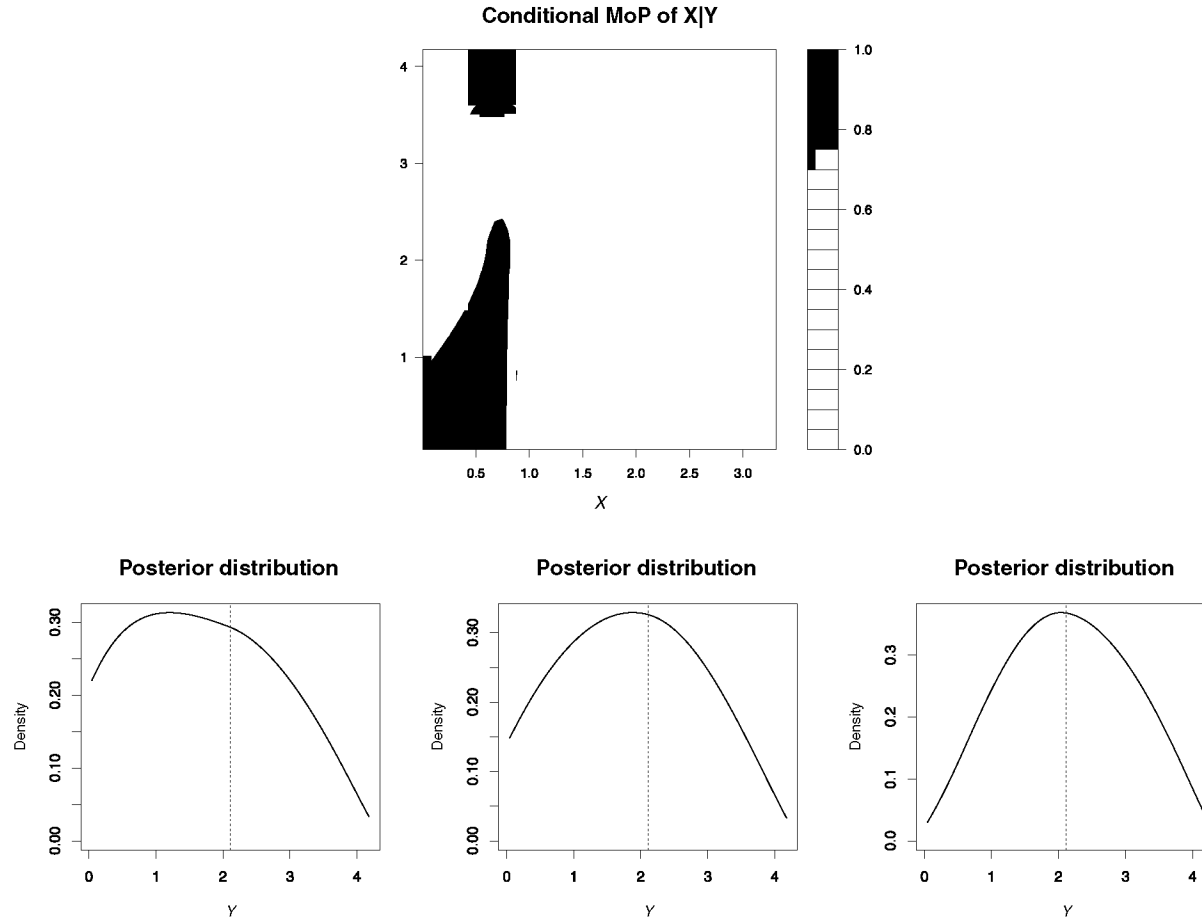 Conditional MoP of X|Y
4
3
2
1
0.5 1.0 1.5 2.0 2.5 3.0
X
1.0
0.8
0.6
0.4
0.2
0.0
Posterior distribution
Density
0.30
0.20
0.10
0.00
0 1 2 3 4
Y
Posterior distribution
Density
0.30
0.20
0.10
0.00
0 1 2 3 4
Y
Posterior distribution
Density
0.3
0.2
0.1
0.0
0 1 2 3 4
Y